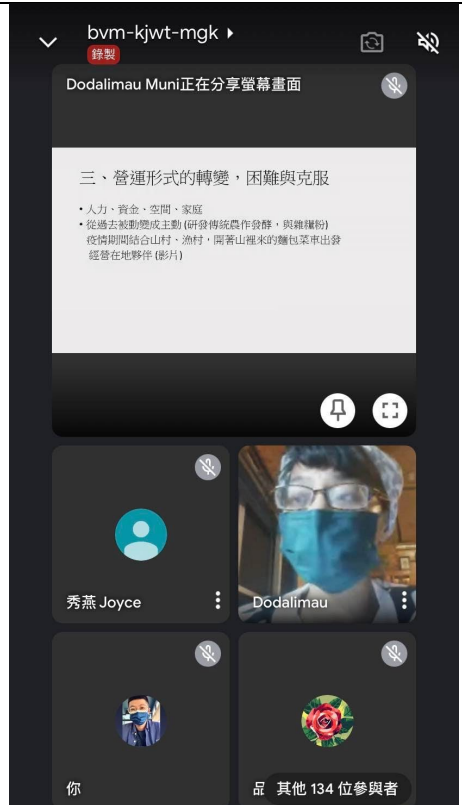 bvm-kjwt-mgk
錄製
Dodalimau Muni正在分享螢幕畫面
三、營運形式的轉變，困難與克服
• 人力、資金、空間、家庭
• 從過去被動變成主動 (研發傳統農作發酵，與雜糧粉)
疫情期間結合山村、漁村，開著山裡來的麵包菜車出發
經營在地夥伴 (影片)
秀燕 Joyce
Dodalimau
你
其他 134 位參與者